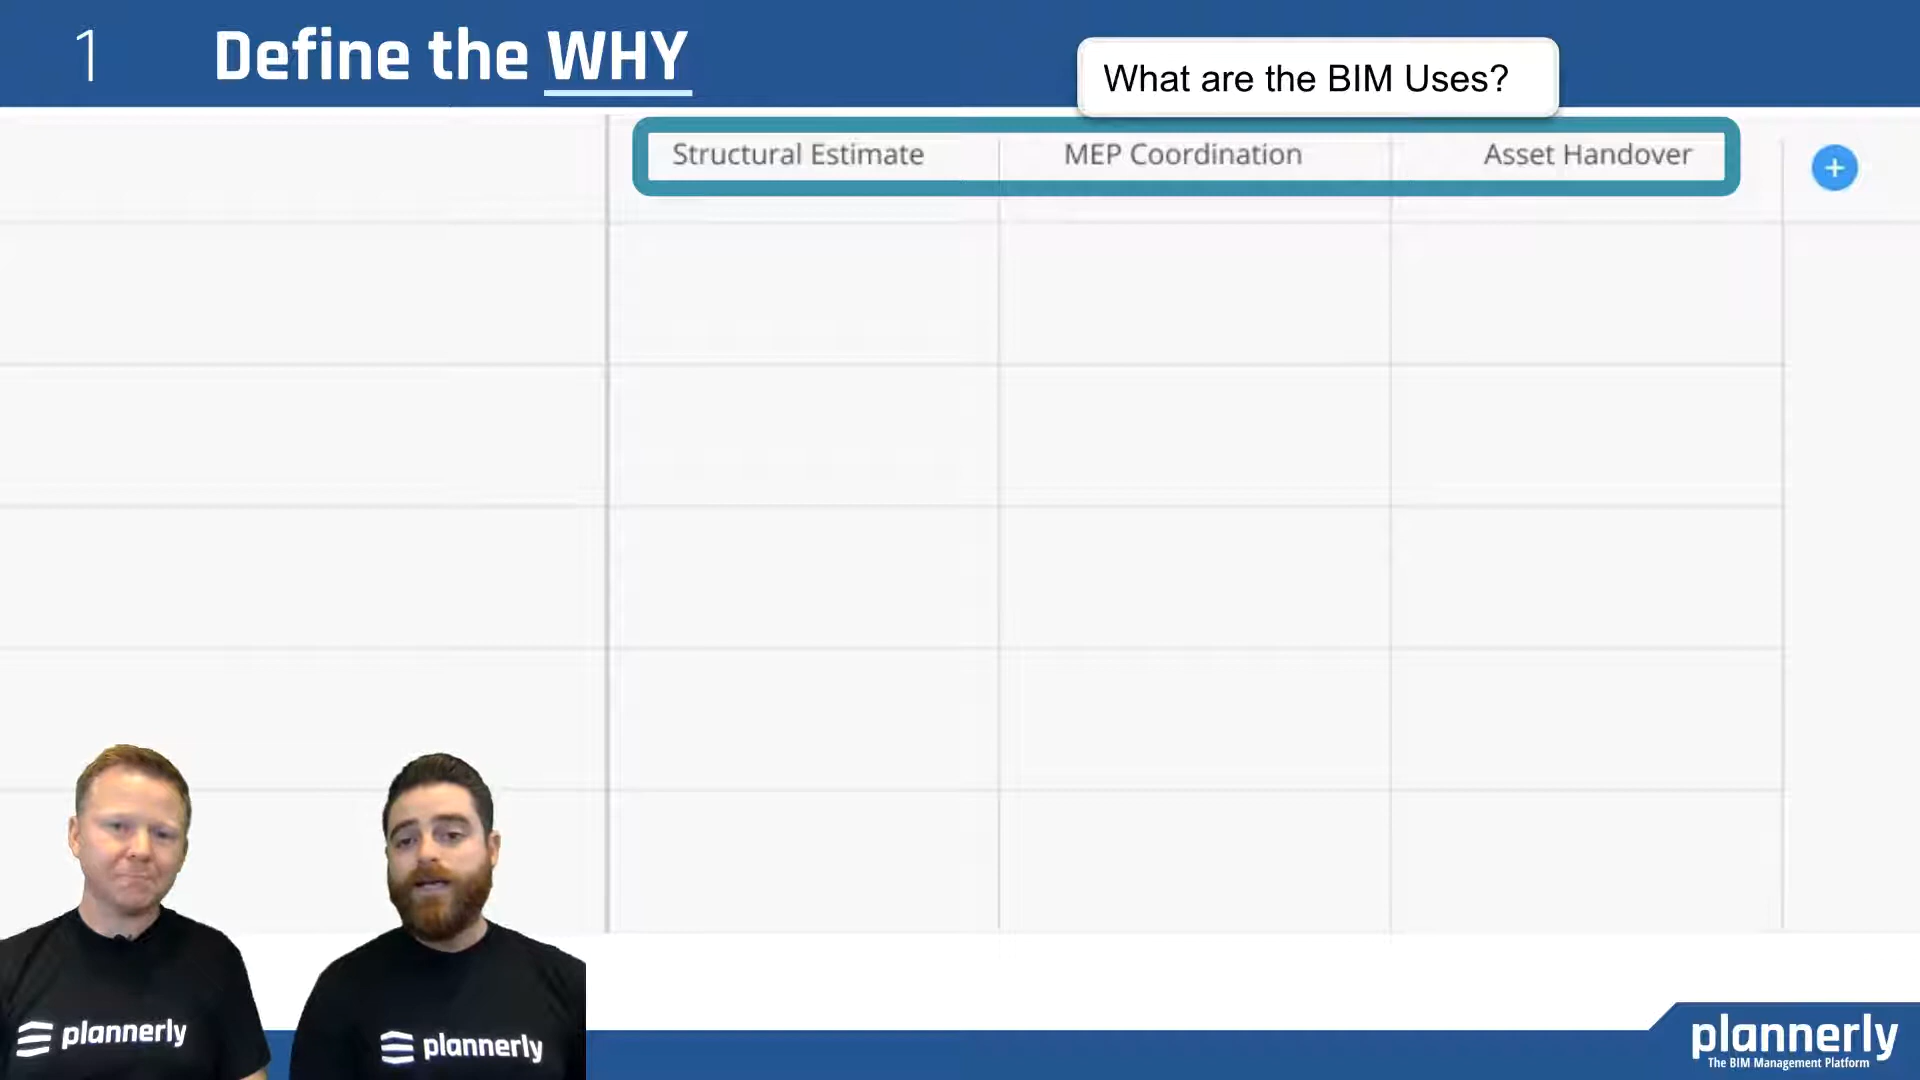 1 Define the WHY
What are the BIM Uses?
Structural Estimate MEP Coordination Asset Handover
+
plannerly
plannerly
plannerly
The BIM Management Platform